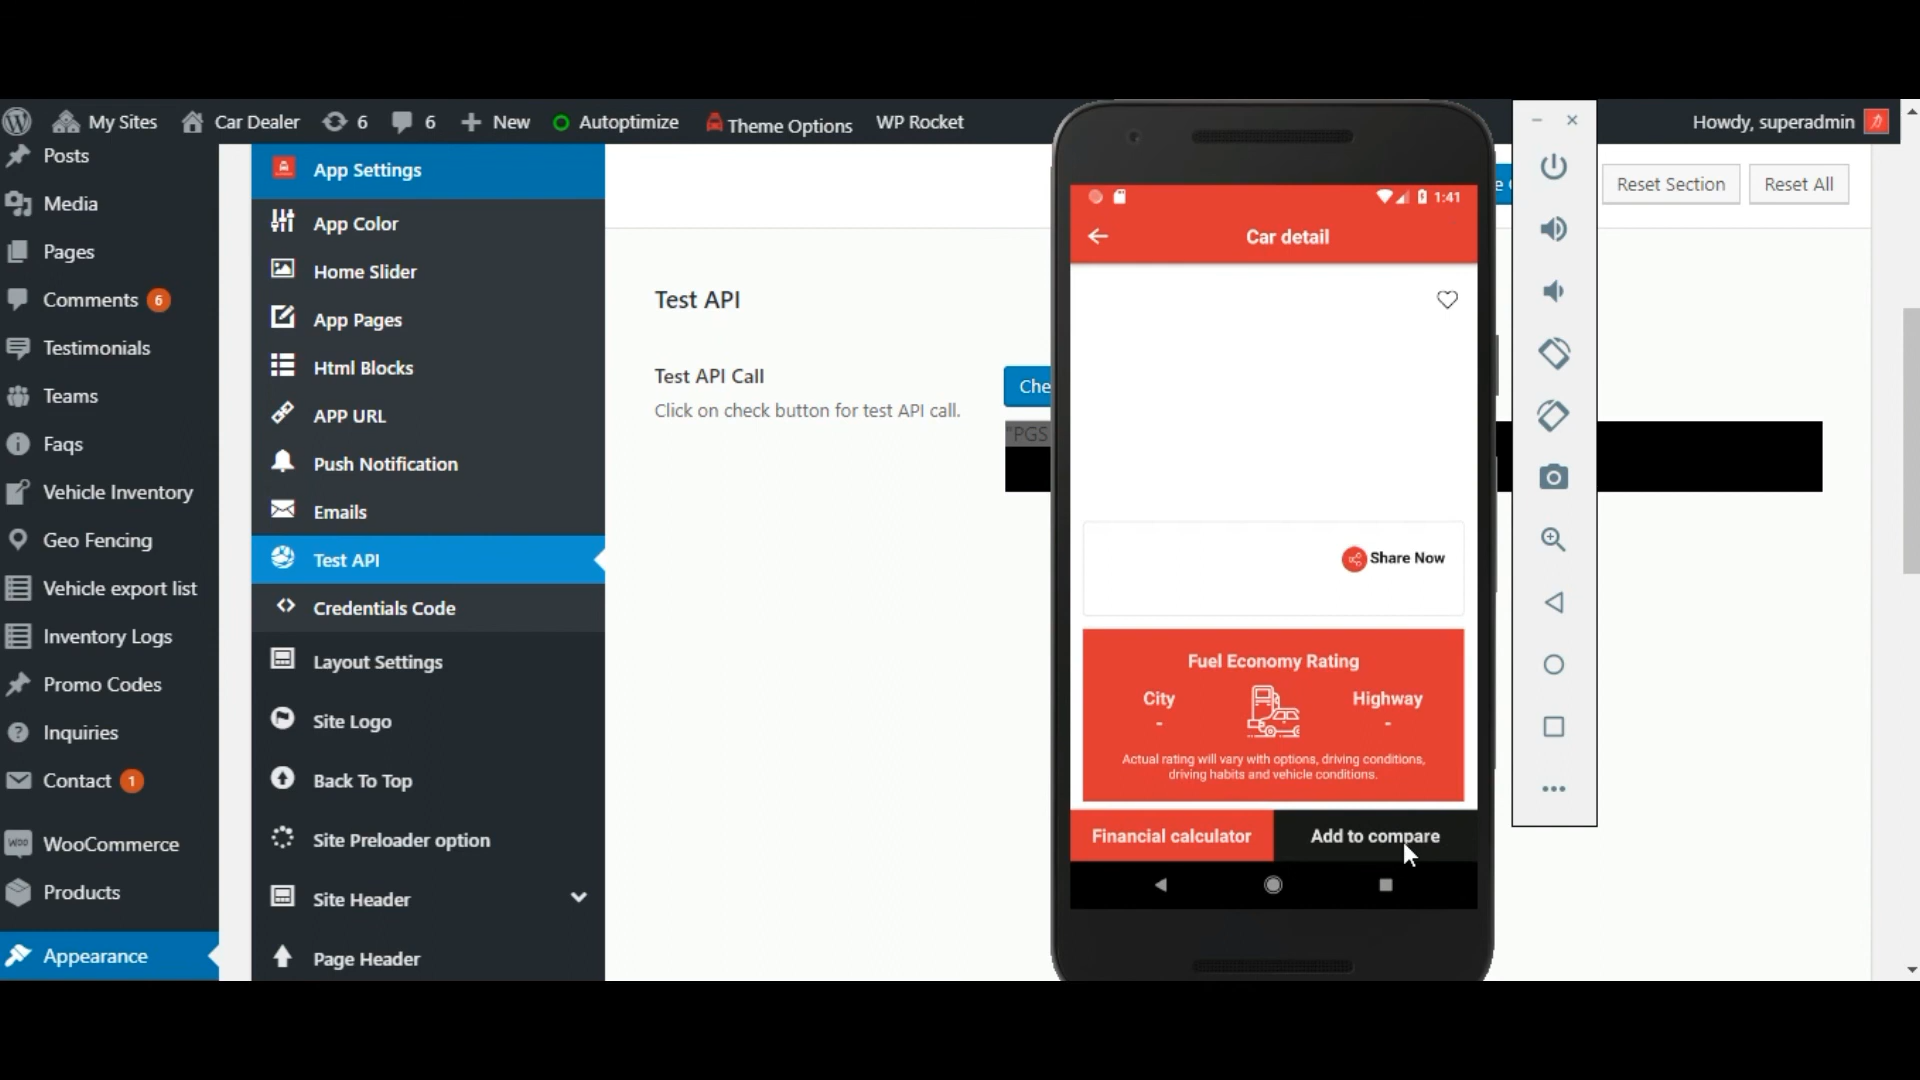 My Sites
Car Dealer
6
6
New
Autoptimize
Theme Options
WP Rocket
Howdy, superadmin
Posts
Media
Pages
Comments 6
Testimonials
Teams
Faqs
Vehicle Inventory
Geo Fencing
Vehicle export list
Inventory Logs
Promo Codes
Inquiries
Contact 1
WOO WooCommerce
Products
Appearance
App Settings
App Color
Home Slider
App Pages
Html Blocks
APP URL
Push Notification
Emails
Test API
Credentials Code
Layout Settings
Site Logo
Back To Top
Site Preloader option
Site Header
Page Header
Reset Section
Reset All
Test API
Test API Call
Click on check button for test API call.
Che
"PGS
1:41
Car detail
Share Now
Fuel Economy Rating
City
Highway
-
-
Actual rating will vary with options, driving conditions,
driving habits and vehicle conditions.
Financial calculator
Add to compare